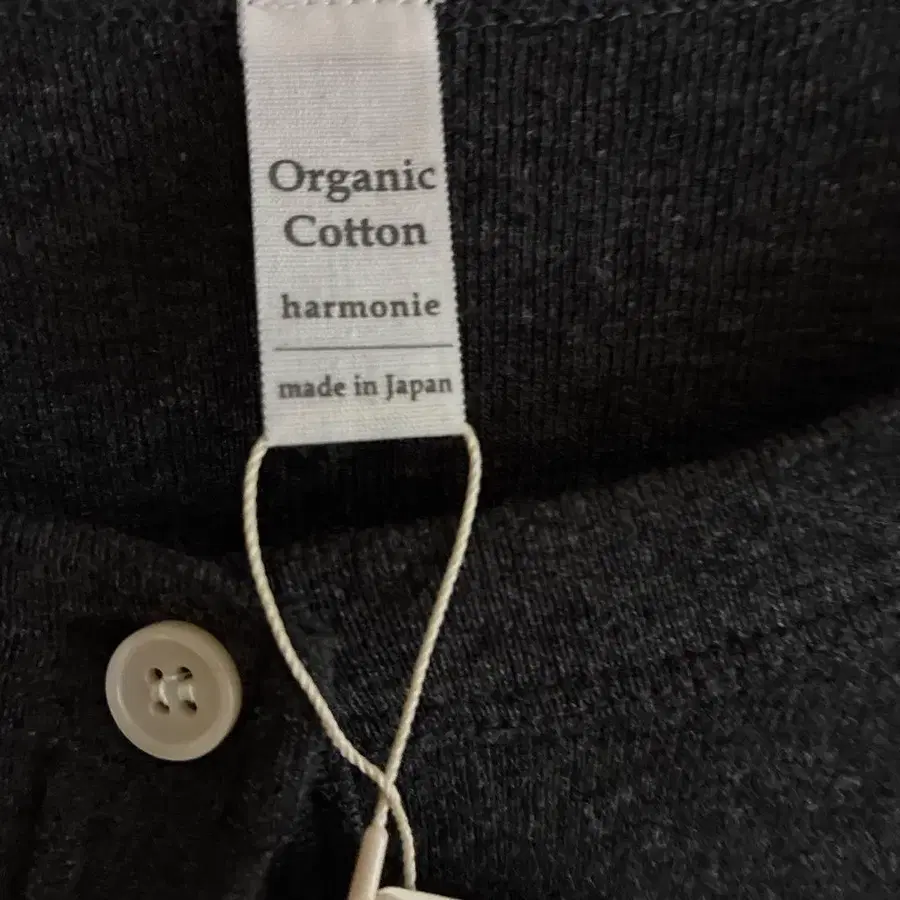 Organic
Cotton
harmonie
made in Japan